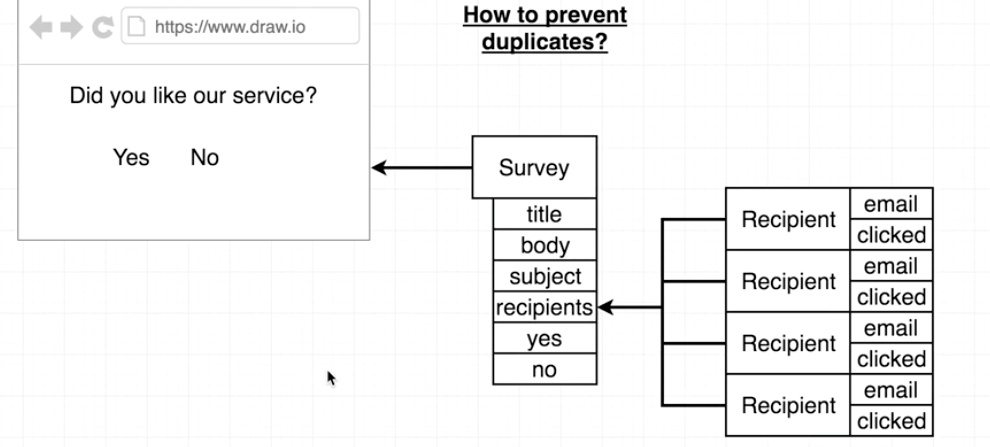 How to prevent
duplicates?
https://www.draw.io
Did you like our service?
Yes No
Survey
title
body
subject
recipients
yes
no
Recipient
email
clicked
Recipient
email
clicked
Recipient
email
clicked
Recipient
email
clicked